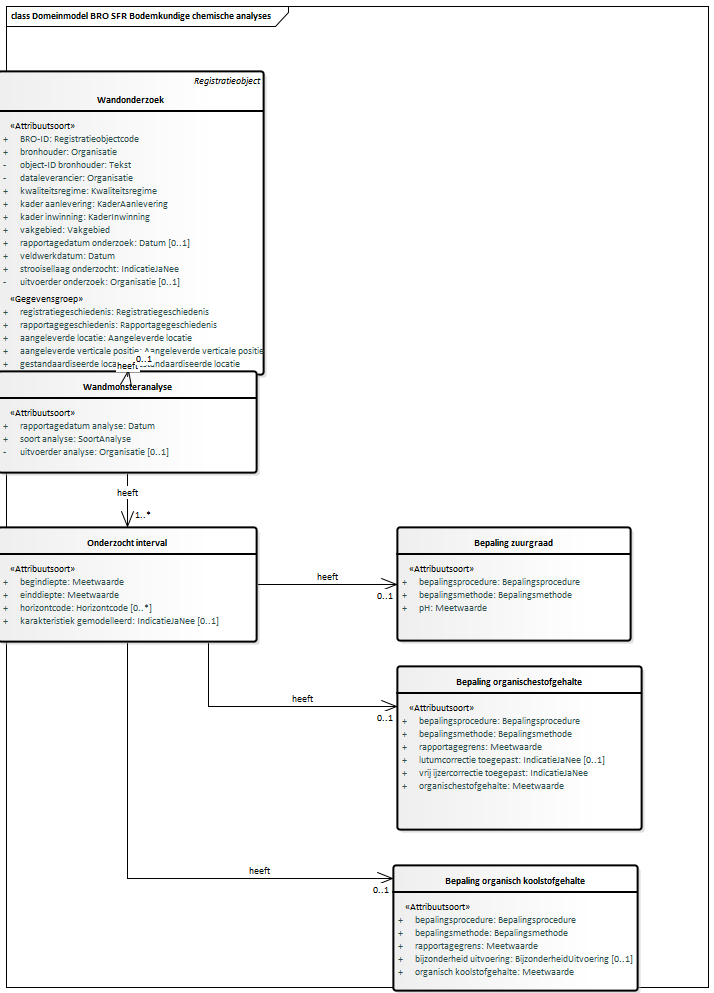 class Domeinmodel BRO SFR Bodemkundige chemische analyses
Registratieobject
Wandonderzoek
«Attribuutsoort»
+ BRO-ID: Registratieobjectcode
+ bronhouder: Organisatie
- object-ID bronhouder: Tekst
- dataleverancier: Organisatie
+ kwaliteitsregime: Kwaliteitsregime
+ kader aanlevering: KaderAanlevering
+ kader inwinning: KaderInwinning
+ vakgebied: Vakgebied
+ rapportagedatum onderzoek: Datum [0..1]
+ veldwerkdatum: Datum
+ strooisellaag onderzocht: IndicatieJaNee
- uitvoerder onderzoek: Organisatie [0..1]
«Gegevensgroep»
+ registratiegeschiedenis: Registratiegeschiedenis
+ rapportagegeschiedenis: Rapportagegeschiedenis
+ aangeleverde locatie: Aangeleverde locatie
+ aangeleverde verticale positie: Aangeleverde verticale positie
0..1
heeft
+ gestandaardiseerde locatie
Wandmonsteranalyse
«Attribuutsoort»
+ rapportagedatum analyse: Datum
+ soort analyse: SoortAnalyse
- uitvoerder analyse: Organisatie [0..1]
heeft
1..*
Onderzocht interval
«Attribuutsoort»
+ begindiepte: Meetwaarde
+ einddiepte: Meetwaarde
+ horizontcode: Horizontcode [0..*]
+ karakteristiek gemodelleerd: IndicatieJaNee [0..1]
heeft
0..1
Bepaling zuurgraad
«Attribuutsoort»
+ bepalingsprocedure: Bepalingsprocedure
+ bepalingsmethode: Bepalingsmethode
+ pH: Meetwaarde
heeft
0..1
Bepaling organischestofgehalte
«Attribuutsoort»
+ bepalingsprocedure: Bepalingsprocedure
+ bepalingsmethode: Bepalingsmethode
+ rapportagegrens: Meetwaarde
+ lutumcorrectie toegepast: IndicatieJaNee [0..1]
+ vrij ijzercorrectie toegepast: IndicatieJaNee
+ organischestofgehalte: Meetwaarde
heeft
0..1
Bepaling organisch koolstofgehalte
«Attribuutsoort»
+ bepalingsprocedure: Bepalingsprocedure
+ bepalingsmethode: Bepalingsmethode
+ rapportagegrens: Meetwaarde
+ bijzonderheid uitvoering: BijzonderheidUitvoering [0..1]
+ organisch koolstofgehalte: Meetwaarde